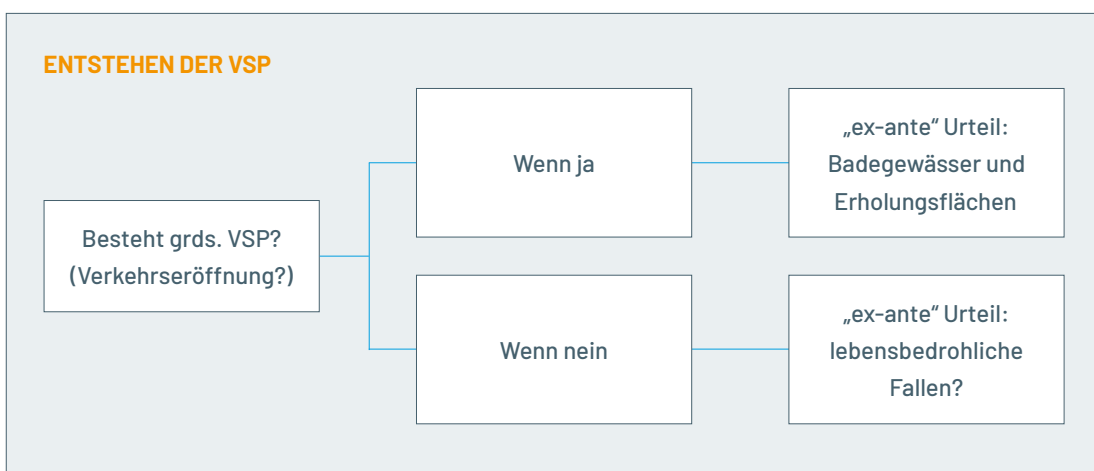 ENTSTEHEN DER VSP
Besteht grds. VSP?
(Verkehrseröffnung?)
Wenn ja
„ex-ante“ Urteil:
Badegewässer und
Erholungsflächen
Wenn nein
„ex-ante“ Urteil:
lebensbedrohliche
Fallen?